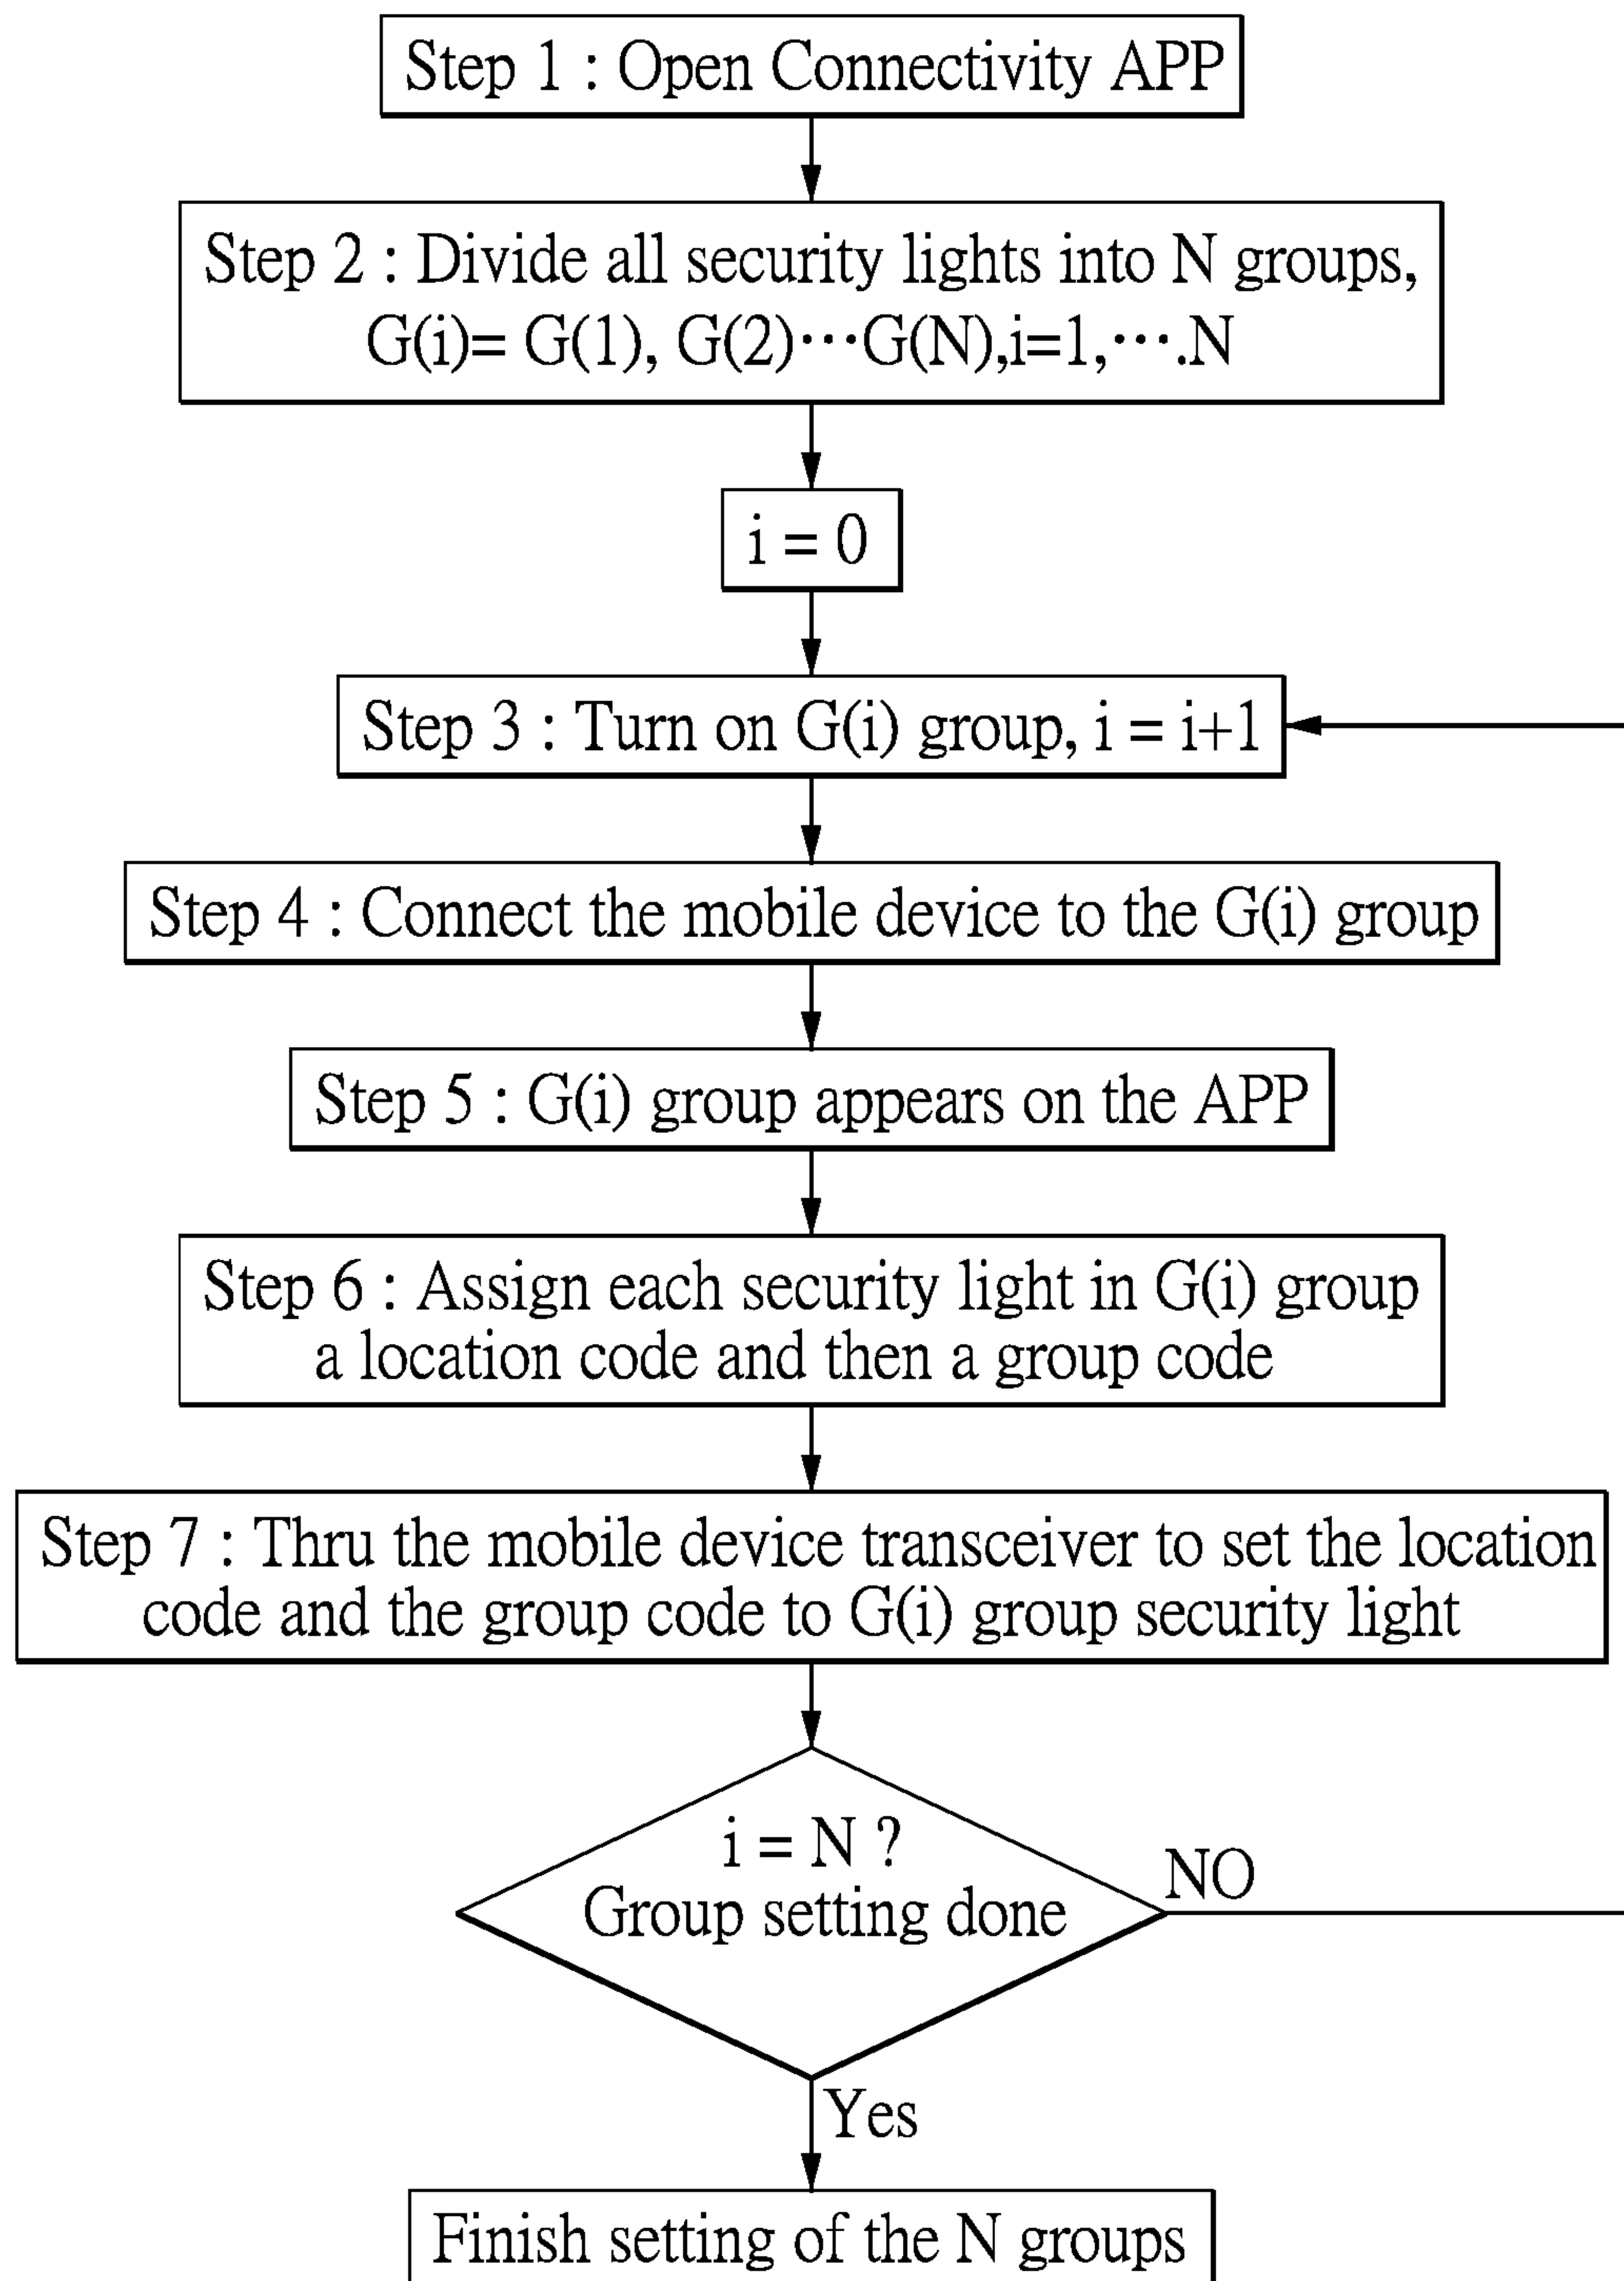 Step 1 : Open Connectivity APP
Step 2 : Divide all security lights into N groups,
G(i)= G(1), G(2)···G(N),i=1,···.N
i = 0
Step 3 : Turn on G(i) group, i = i+1
Step 4 : Connect the mobile device to the G(i) group
Step 5 : G(i) group appears on the APP
Step 6 : Assign each security light in G(i) group
a location code and then a group code
Step 7 : Thru the mobile device transceiver to set the location
code and the group code to G(i) group security light
i = N ?
Group setting done
NO
Yes
Finish setting of the N groups